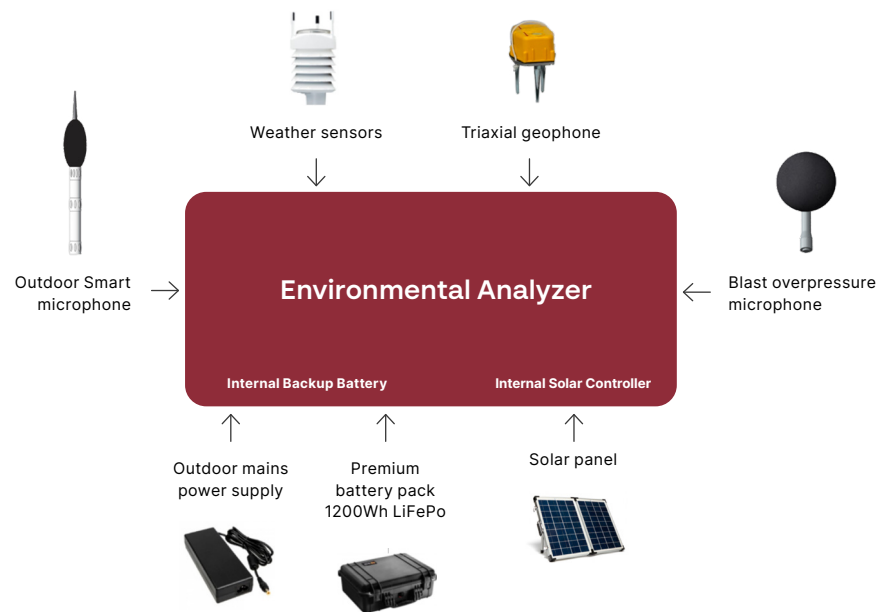 Weather sensors
Triaxial geophone
Outdoor Smart
microphone
Environmental Analyzer
Blast overpressure
microphone
Internal Backup Battery
Internal Solar Controller
Outdoor mains
power supply
Premium
battery pack
1200Wh LiFePo
Solar panel